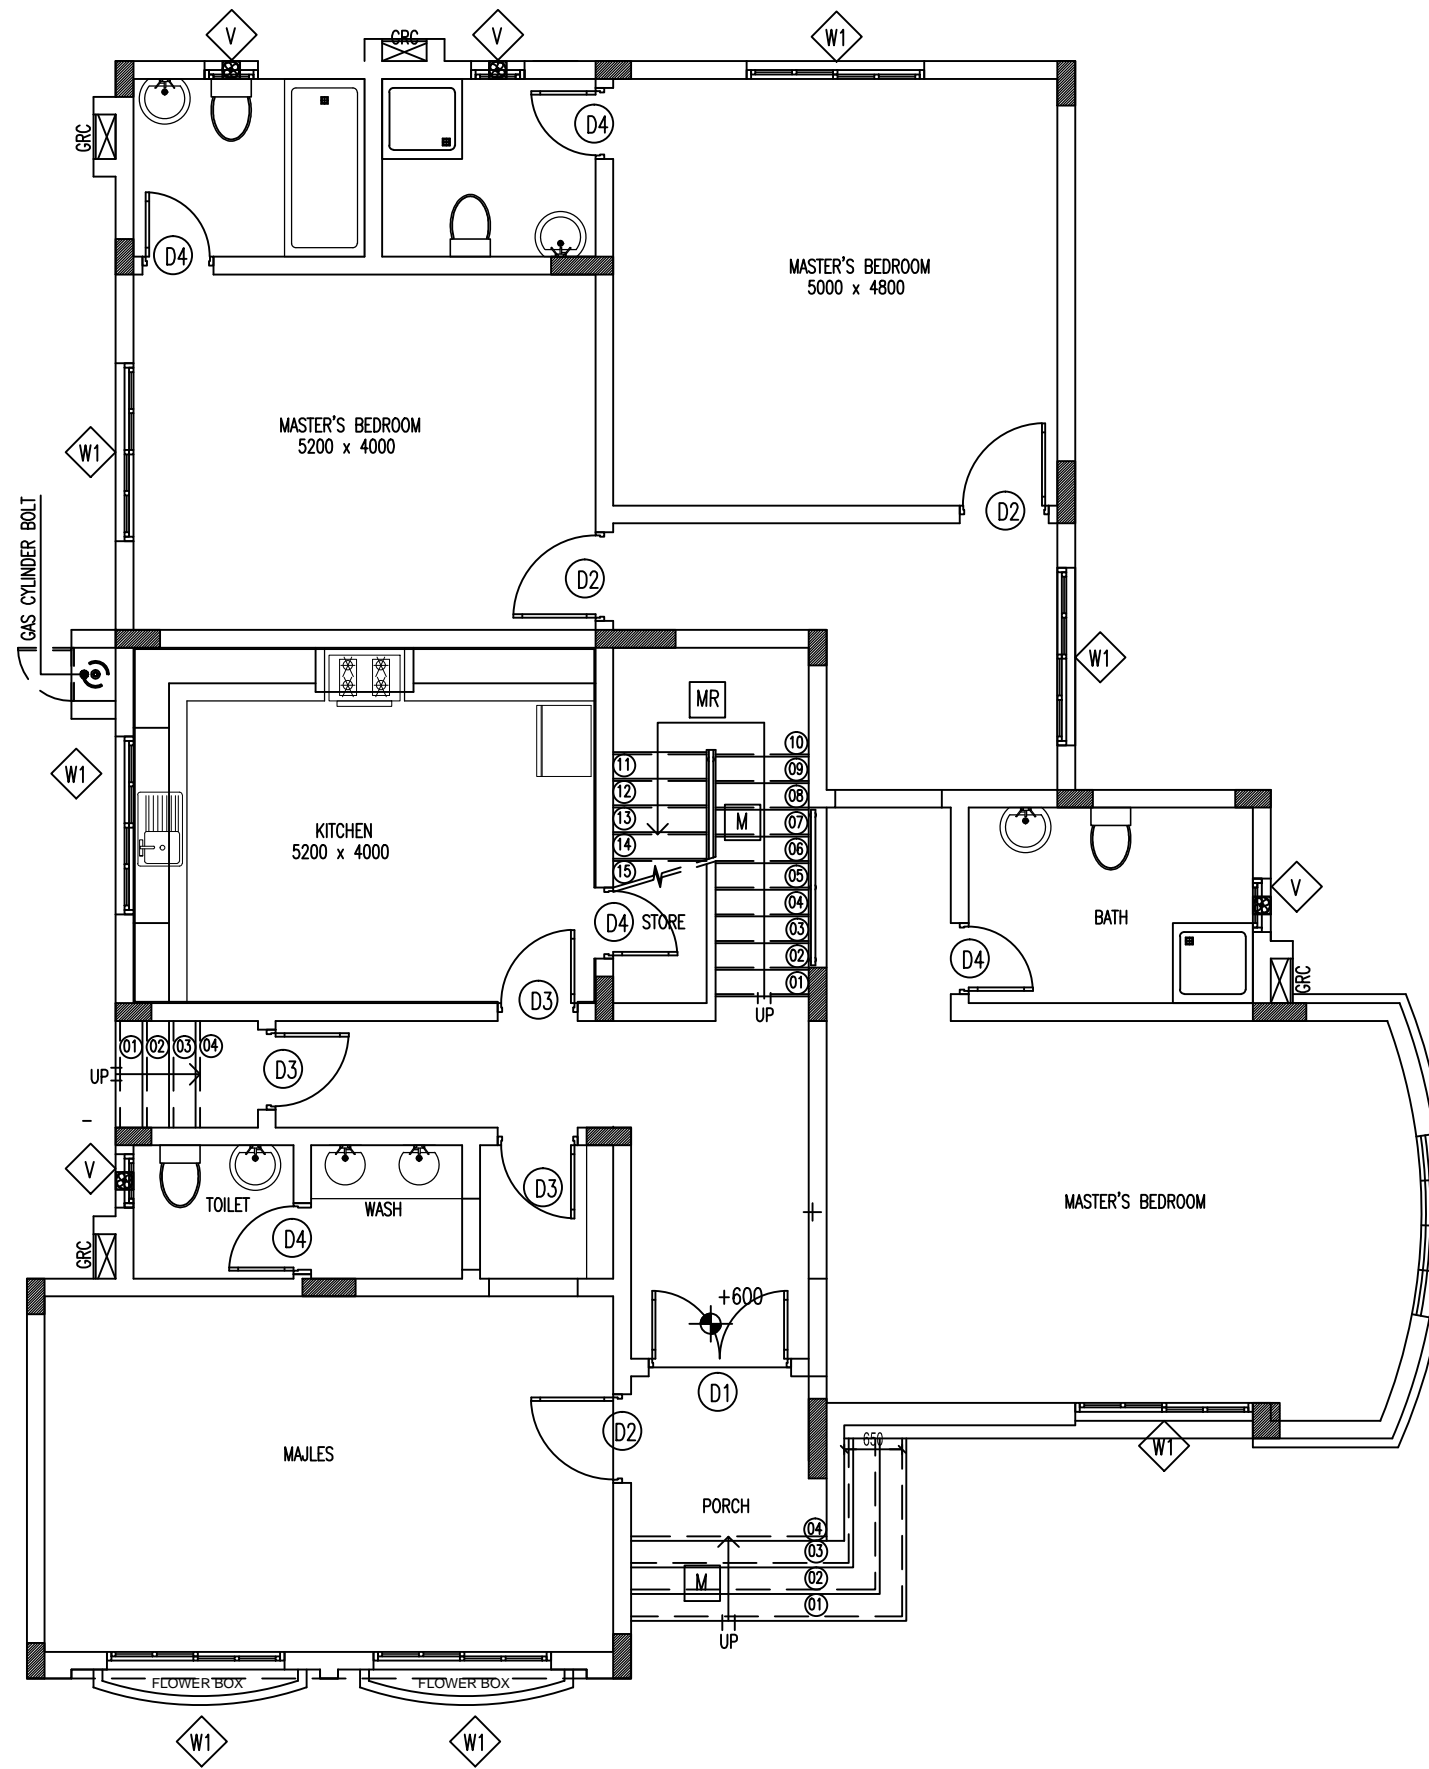 V
GRC
V
W1
GRC
D4
D4
MASTER'S BEDROOM
5000 x 4800
MASTER'S BEDROOM
5200 x 4000
W1
D2
GAS CYLINDER BOLT
D2
W1
MR
W1
10
09
08
07
06
05
04
03
02
01
11
12
13
14
15
M
KITCHEN
5200 x 4000
D4
STORE
V
BATH
D4
GRC
D3
UP
01
02
03
04
UP
D3
-
V
TOILET
WASH
D3
D4
GRC
MASTER'S BEDROOM
+600
D1
D2
MAJLES
650
W1
PORCH
04
03
02
01
M
UP
FLOWER BOX
FLOWER BOX
W1
W1